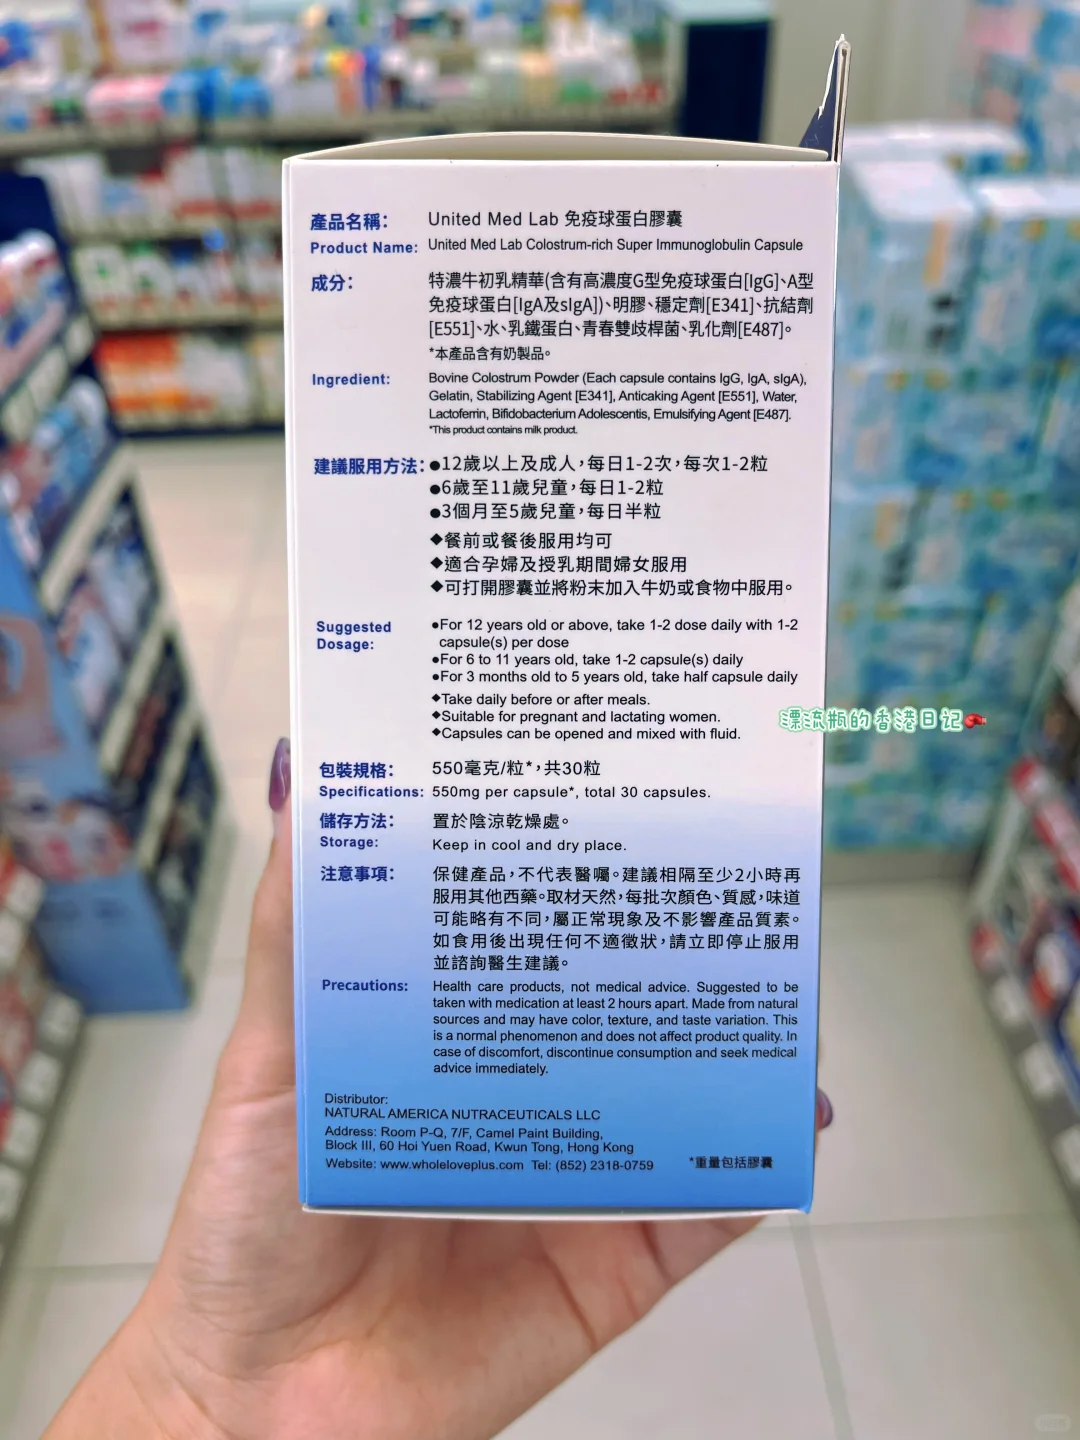 產品名稱: United Med Lab 免疫球蛋白膠囊
Product Name: United Med Lab Colostrum-rich Super Immunoglobulin Capsule
成分: 特濃牛初乳精華(含有高濃度G型免疫球蛋白[IgG]、A型
免疫球蛋白[IgA及sIgA])、明膠、穩定劑[E341]、抗結劑
[E551]、水、乳鐵蛋白、青春雙歧桿菌、乳化劑[E487]。
*本產品含有奶製品。
Ingredient: Bovine Colostrum Powder (Each capsule contains IgG, IgA, sIgA),
Gelatin, Stabilizing Agent [E341], Anticaking Agent [E551], Water,
Lactoferrin, Bifidobacterium Adolescentis, Emulsifying Agent [E487].
*This product contains milk product.
建議服用方法: ●12歲以上及成人,每日1-2次,每次1-2粒
●6歲至11歲兒童,每日1-2粒
●3個月至5歲兒童,每日半粒
◆餐前或餐後服用均可
◆適合孕婦及授乳期間婦女服用
◆可打開膠囊並將粉末加入牛奶或食物中服用。
Suggested
Dosage:
●For 12 years old or above, take 1-2 dose daily with 1-2
capsule(s) per dose
●For 6 to 11 years old, take 1-2 capsule(s) daily
●For 3 months old to 5 years old, take half capsule daily
◆Take daily before or after meals.
◆Suitable for pregnant and lactating women.
◆Capsules can be opened and mixed with fluid.
漂流瓶的香港日记
包裝規格: 550毫克/粒*,共30粒
Specifications: 550mg per capsule*, total 30 capsules.
儲存方法: 置於陰涼乾燥處。
Storage: Keep in cool and dry place.
注意事項: 保健產品,不代表醫囑。建議相隔至少2小時再
服用其他西藥。取材天然,每批次顏色、質感,味道
可能略有不同,屬正常現象及不影響產品質素。
如食用後出現任何不適徵狀,請立即停止服用
並諮詢醫生建議。
Precautions: Health care products, not medical advice. Suggested to be
taken with medication at least 2 hours apart. Made from natural
sources and may have color, texture, and taste variation. This
is a normal phenomenon and does not affect product quality. In
case of discomfort, discontinue consumption and seek medical
advice immediately.
Distributor:
NATURAL AMERICA NUTRACEUTICALS LLC
Address: Room P-Q, 7/F, Camel Paint Building,
Block III, 60 Hoi Yuen Road, Kwun Tong, Hong Kong
Website: www.wholeloveplus.com Tel: (852) 2318-0759 *重量包括膠囊